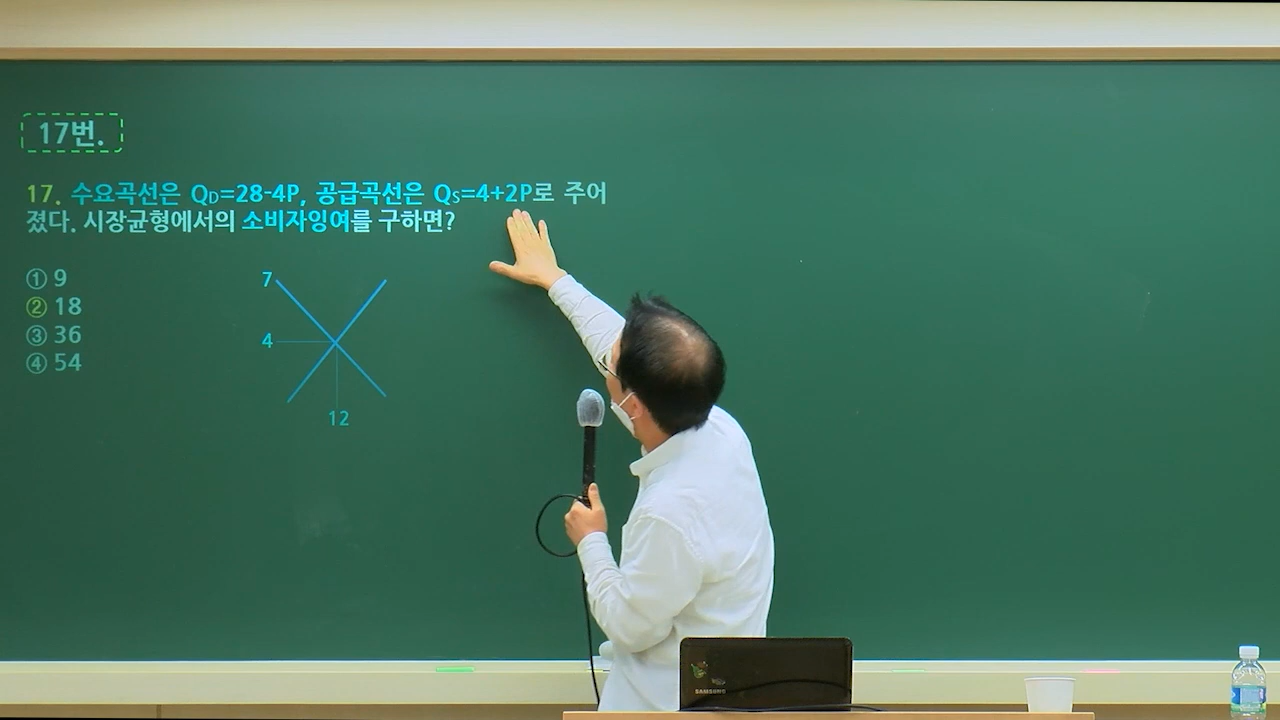 17번.
17. 수요곡선은 QD=28-4P, 공급곡선은 QS=4+2P로 주어
졌다. 시장균형에서의 소비자잉여를 구하면?
① 9
② 18
③ 36
④ 54
7
4
12
SAMSUNG